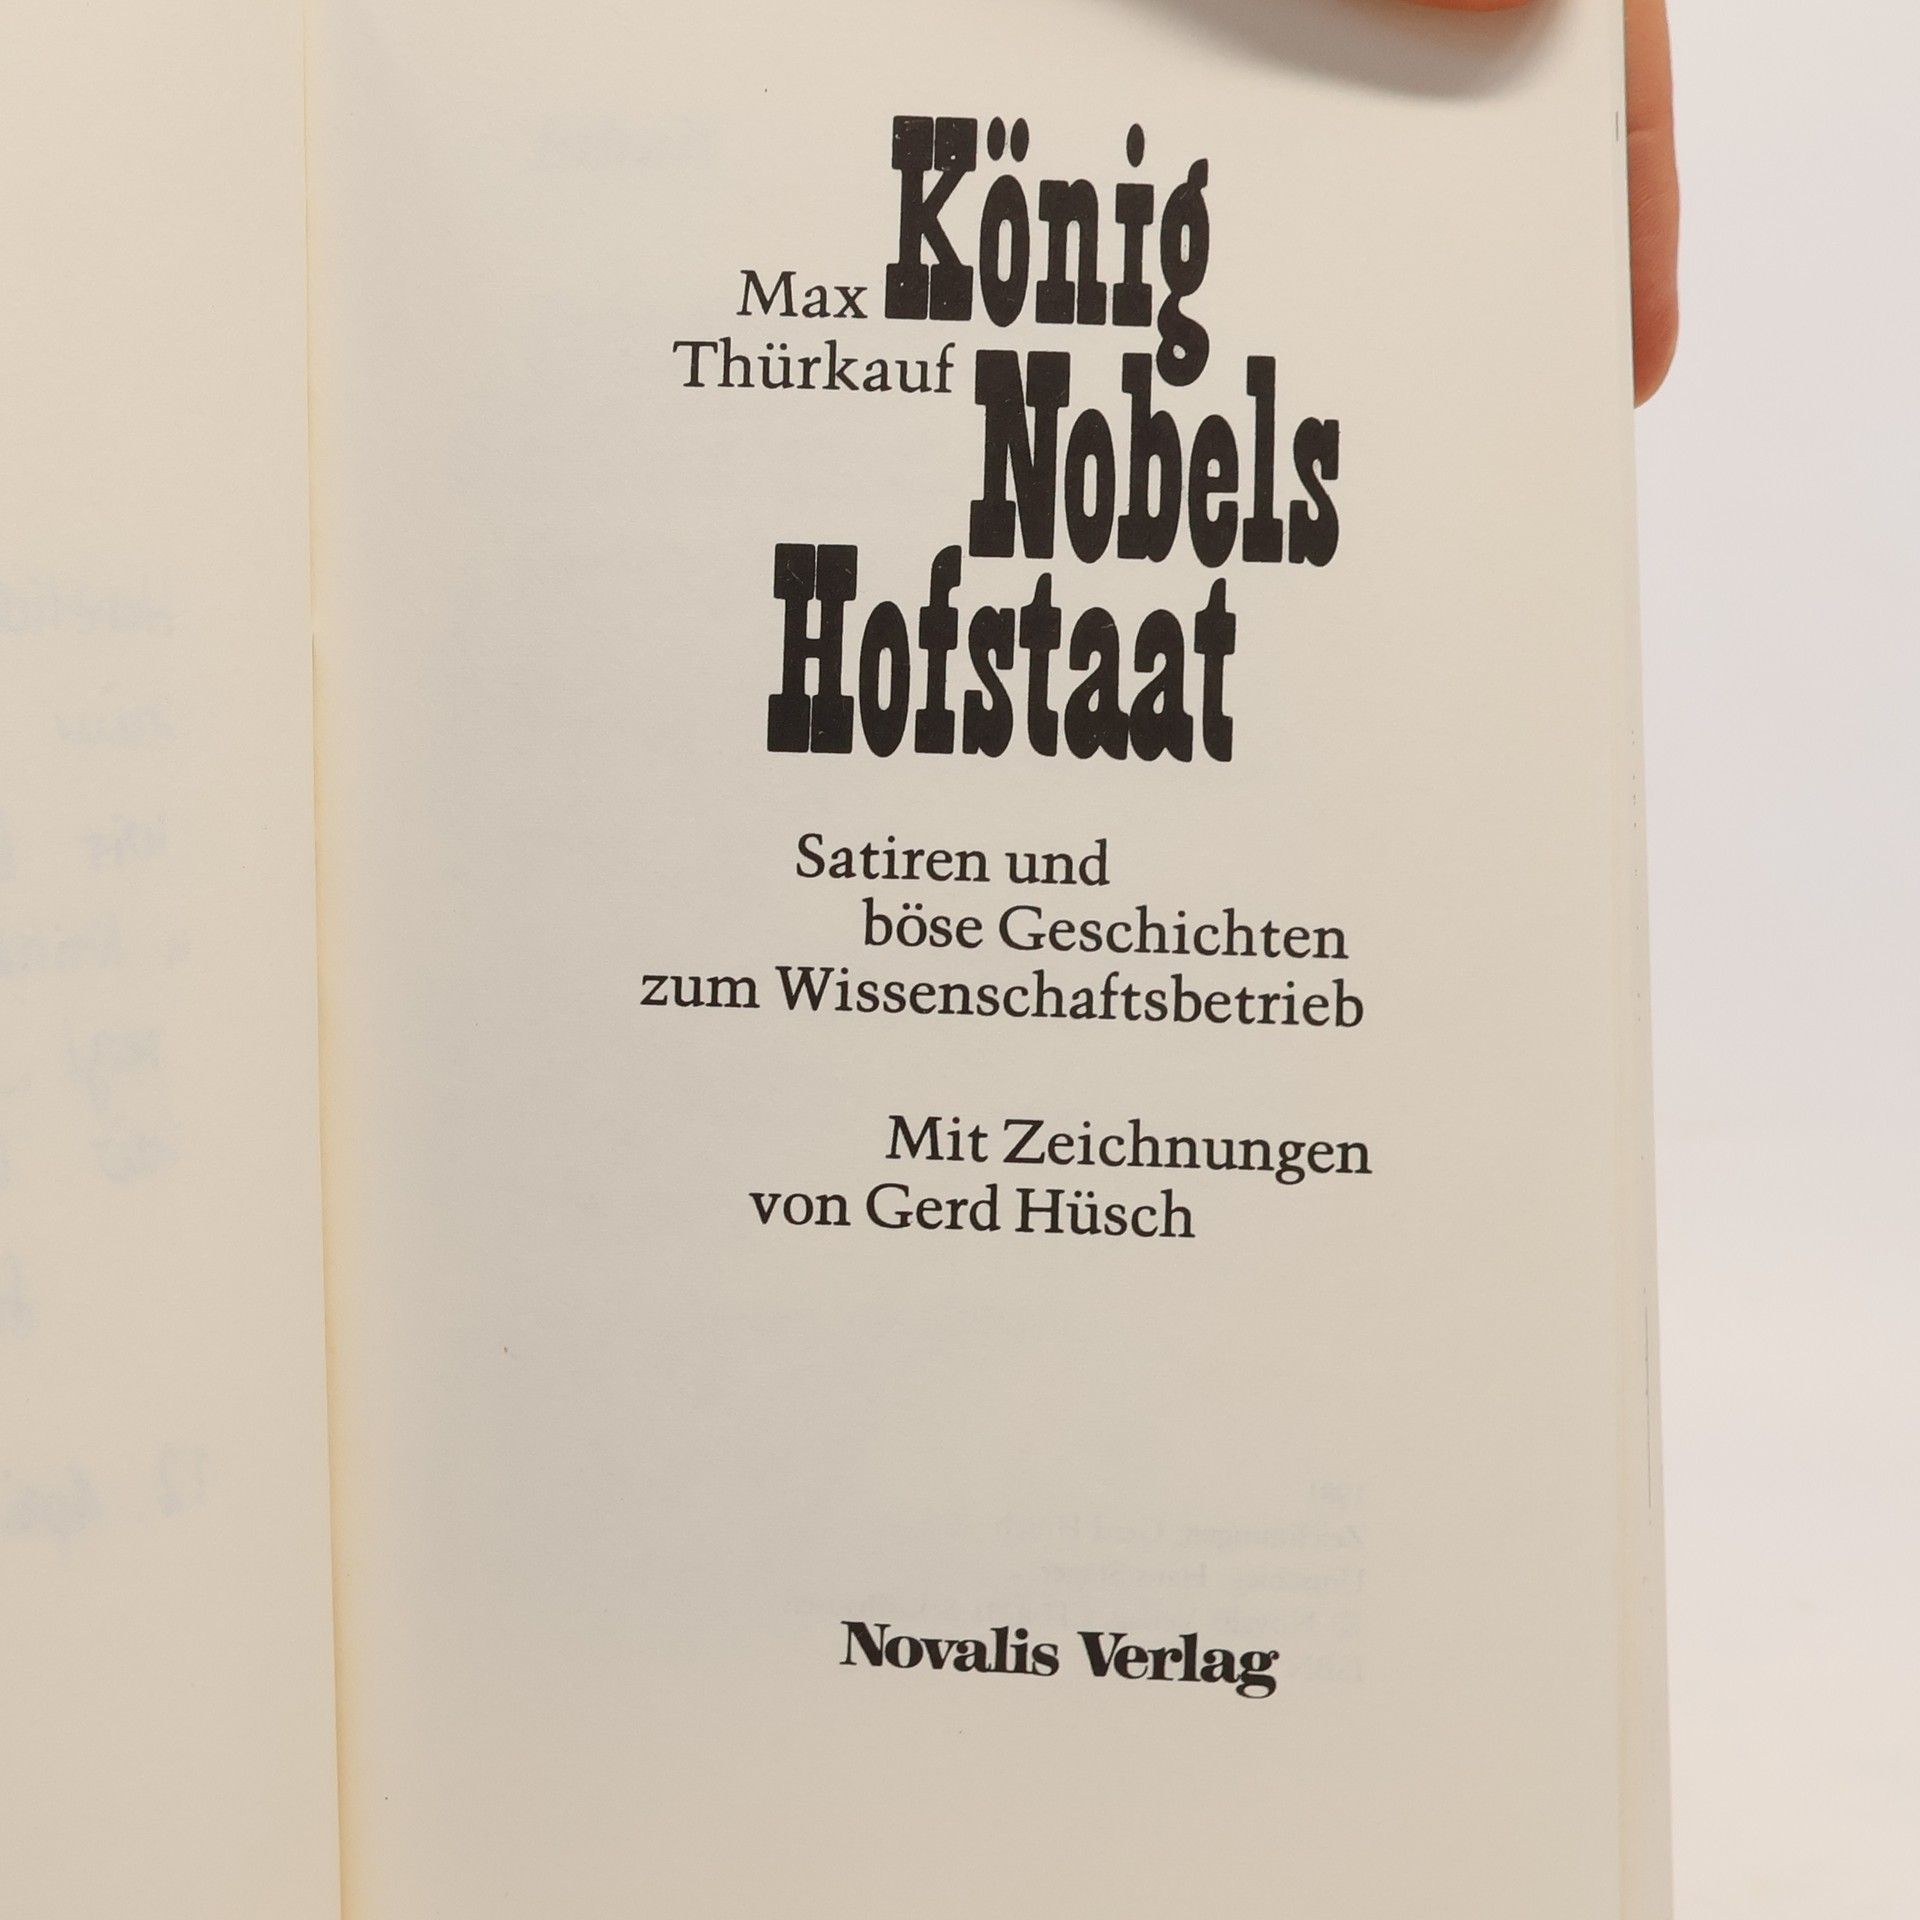 König
Max
Thürkauf
Nobels
Hofstaat
Satiren und
böse Geschichten
zum Wissenschaftsbetrieb
Mit Zeichnungen
von Gerd Hüsch
Novalis Verlag